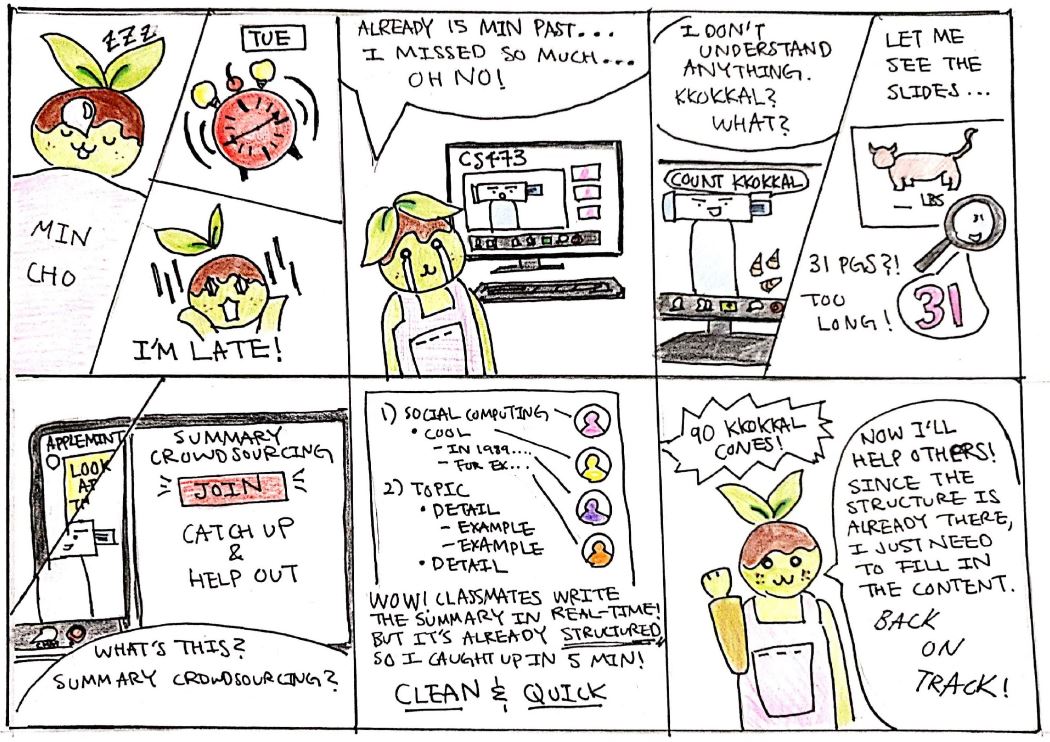 ZZZ
TUE
MIN
CHO
I'M LATE!
ALREADY 15 MIN PAST...
I MISSED SO MUCH...
OH NO!
CS473
I DON'T
UNDERSTAND
ANYTHING.
KKOKKAL?
WHAT?
COUNT KKOKKAL
LET ME
SEE THE
SLIDES...
LBS
31
31 PGS?!
TOO
LONG!
31
APPLEMINT
LOOK
AT
SUMMARY
CROWDSOURCING
JOIN
CATCH UP
&
HELP OUT
WHAT'S THIS?
SUMMARY CROWDSOURCING?
1) SOCIAL COMPUTING
• COOL
- IN 1989....
- FOR EX...
2) TOPIC
• DETAIL
- EXAMPLE
- EXAMPLE
• DETAIL
WOW! CLASSMATES WRITE
THE SUMMARY IN REAL-TIME!
BUT IT'S ALREADY STRUCTURED,
SO I CAUGHT UP IN 5 MIN!
CLEAN & QUICK
90 KKOKKAL
CONES!
NOW I'LL
HELP OTHERS!
SINCE THE
STRUCTURE IS
ALREADY THERE,
I JUST NEED
TO FILL IN
THE CONTENT.
BACK
ON
TRACK!